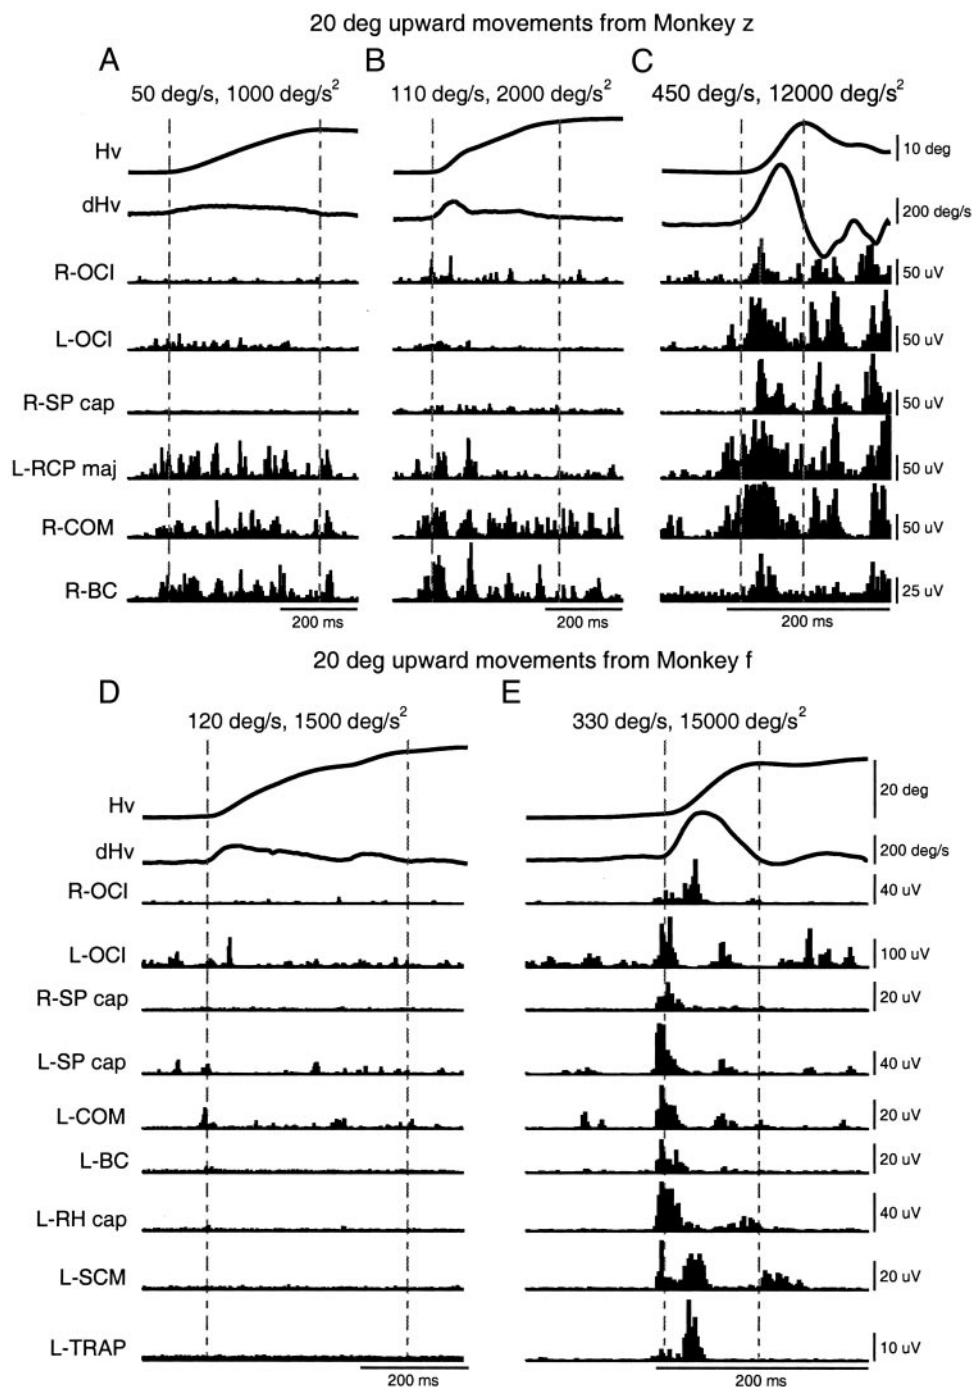 20 deg upward movements from Monkey z
A
B
C
50 deg/s, 1000 deg/s²
110 deg/s, 2000 deg/s²
450 deg/s, 12000 deg/s²
Hv
10 deg
dHv
200 deg/s
R-OCI
50 uV
L-OCI
50 uV
R-SP cap
50 uV
L-RCP maj
50 uV
R-COM
50 uV
R-BC
25 uV
200 ms
200 ms
200 ms
20 deg upward movements from Monkey f
D
E
120 deg/s, 1500 deg/s²
330 deg/s, 15000 deg/s²
Hv
20 deg
dHv
200 deg/s
R-OCI
40 uV
L-OCI
100 uV
R-SP cap
20 uV
L-SP cap
40 uV
L-COM
20 uV
L-BC
20 uV
L-RH cap
40 uV
L-SCM
20 uV
L-TRAP
10 uV
200 ms
200 ms